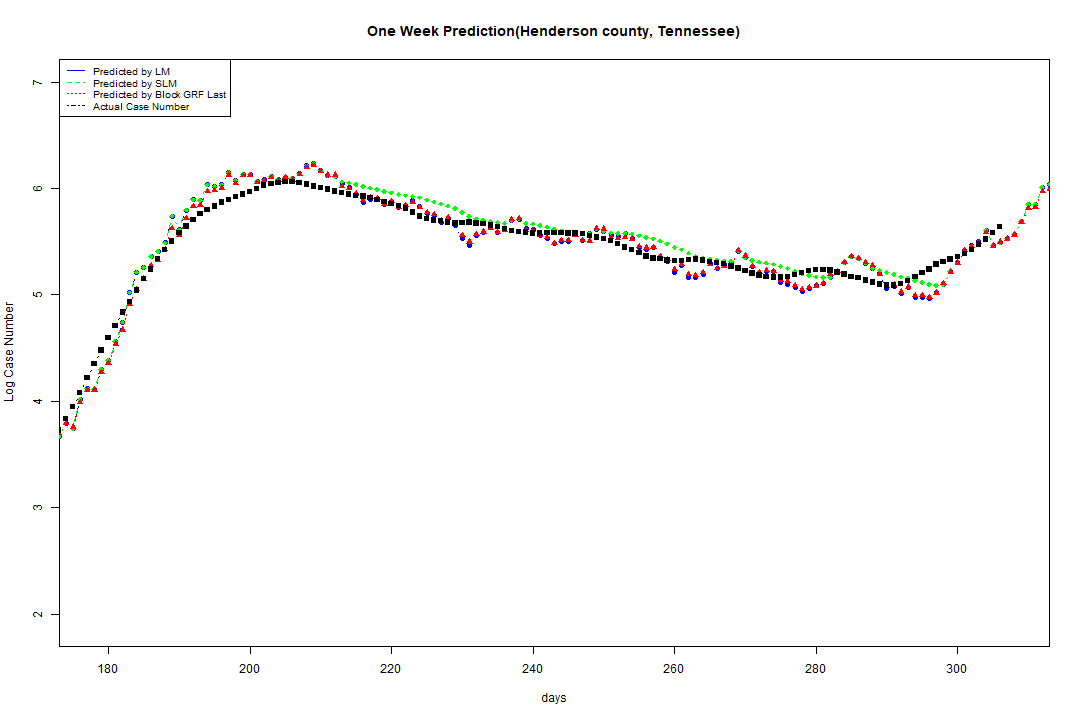 One Week Prediction(Henderson county, Tennessee)
Predicted by LM
Predicted by SLM
Predicted by Block GRF Last
Actual Case Number
7
6
5
4
3
2
Log Case Number
180 200 220 240 260 280 300
days